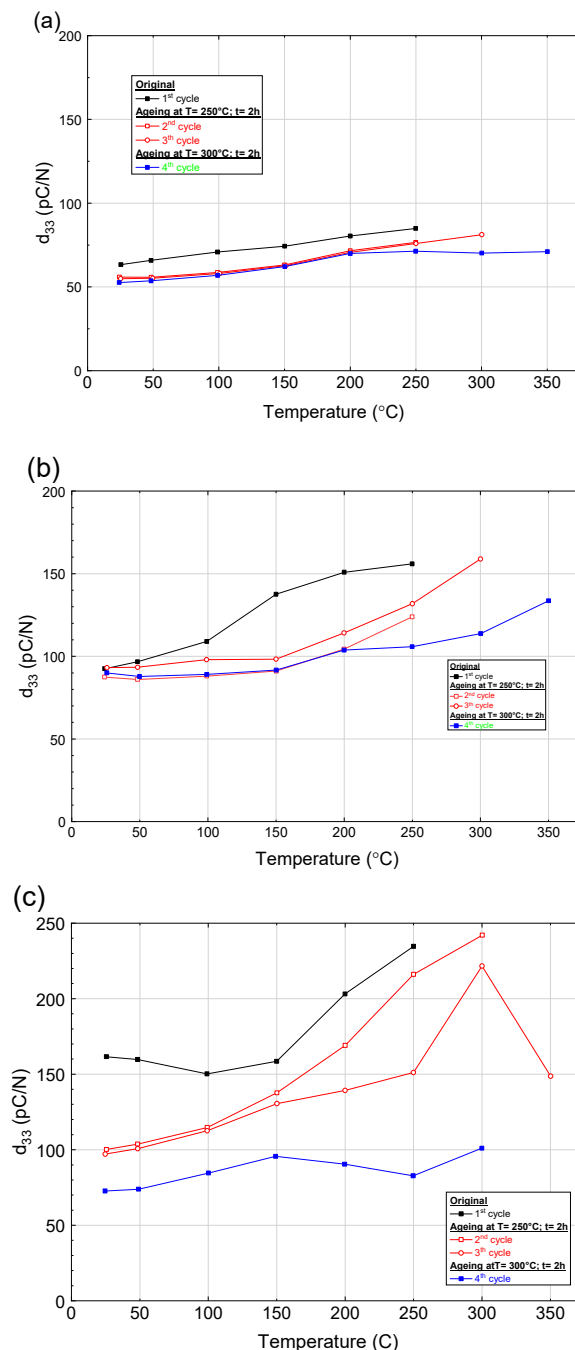 (a)
200
150
100
50
0
d33 (pC/N)
Original
1st cycle
Ageing at T= 250°C; t= 2h
2nd cycle
3th cycle
Ageing at T= 300°C; t= 2h
4th cycle
0 50 100 150 200 250 300 350
Temperature (°C)
(b)
200
150
100
50
0
d33 (pC/N)
Original
1st cycle
Ageing at T= 250°C; t= 2h
2nd cycle
3th cycle
Ageing at T= 300°C; t= 2h
4th cycle
0 50 100 150 200 250 300 350
Temperature (°C)
(c)
250
200
150
100
50
0
d33 (pC/N)
Original
1st cycle
Ageing at T= 250°C; t= 2h
2nd cycle
3th cycle
Ageing atT= 300°C; t= 2h
4th cycle
0 50 100 150 200 250 300 350
Temperature (C)